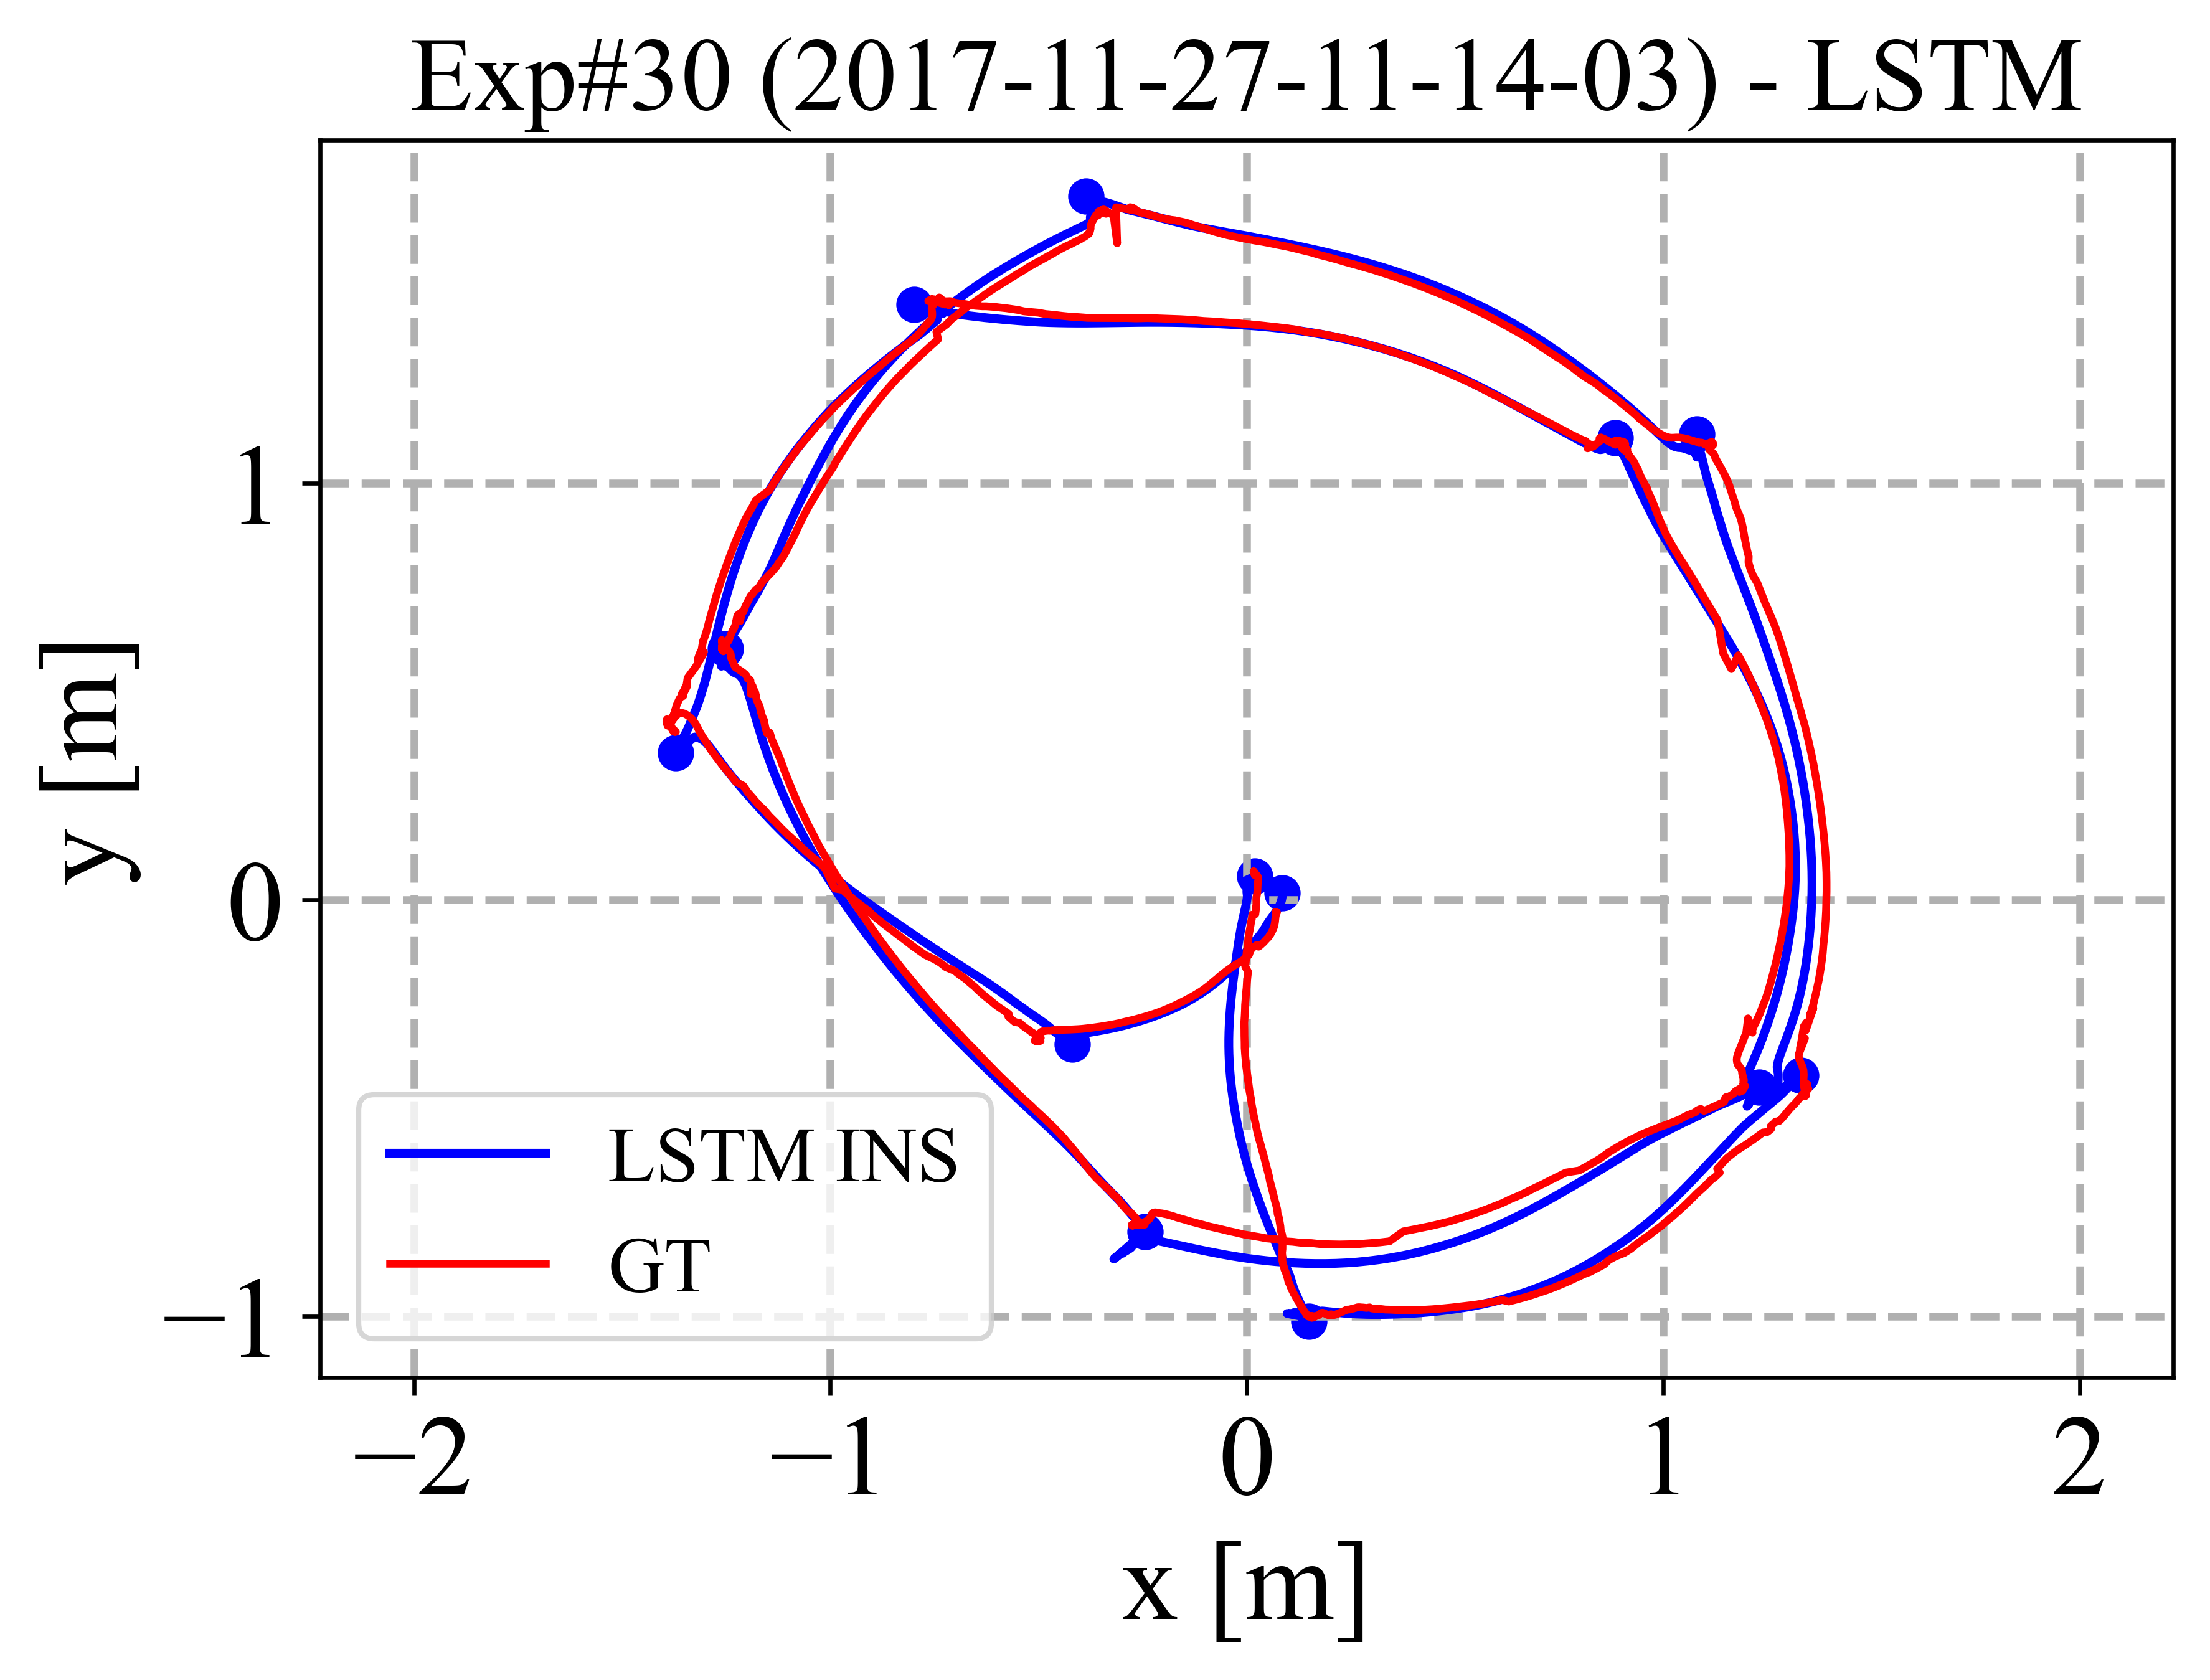 Exp#30 (2017-11-27-11-14-03) - LSTM
y [m]
1
0
−1
LSTM INS
GT
−2 −1 0 1 2
x [m]